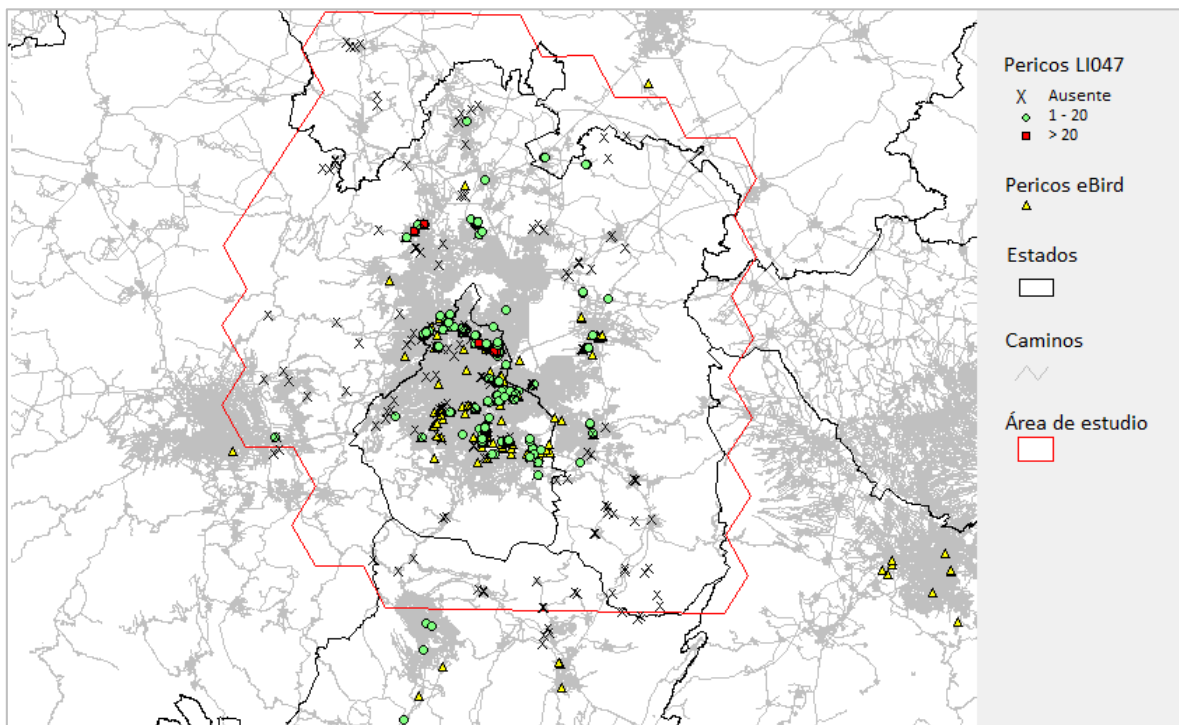 Pericos LI047
Ausente
1 - 20
> 20
Pericos eBird
Estados
Caminos
Área de estudio